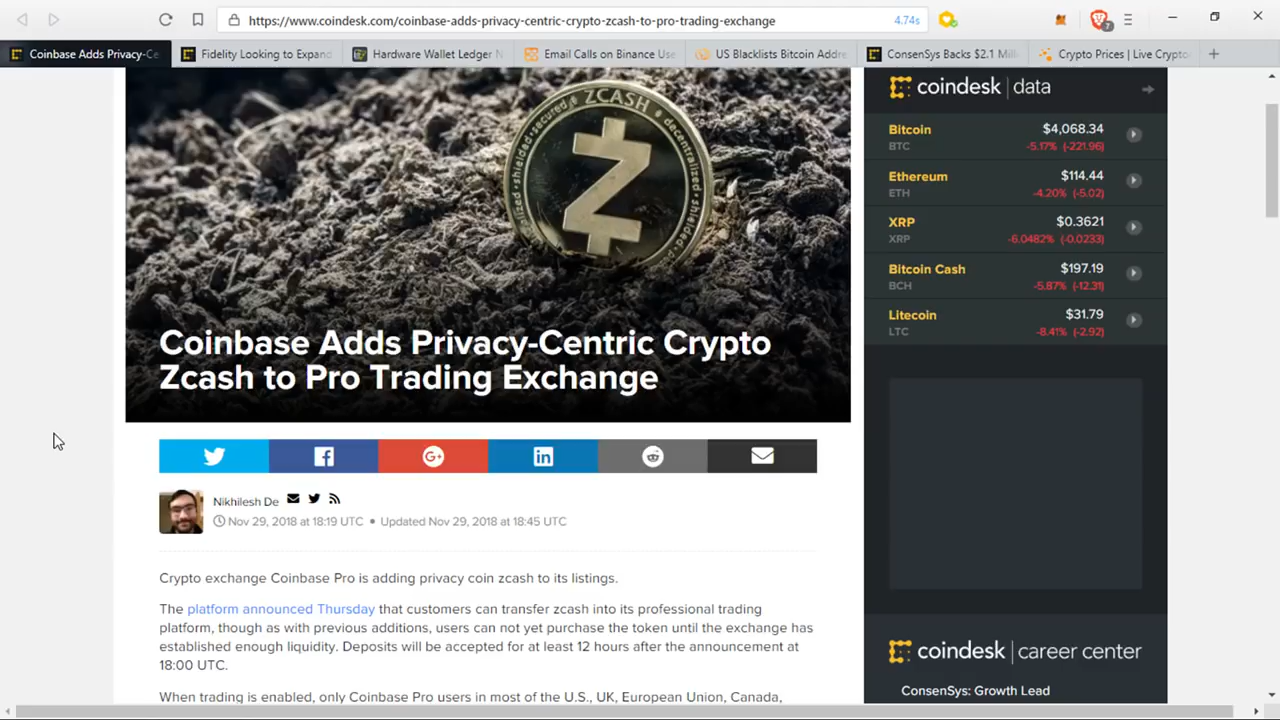 https://www.coindesk.com/coinbase-adds-privacy-centric-crypto-zcash-to-pro-trading-exchange
4.74s
7
Coinbase Adds Privacy-Ce
Fidelity Looking to Expand
Hardware Wallet Ledger N
Email Calls on Binance Use
US Blacklists Bitcoin Addre
ConsenSys Backs $2.1 Mill
Crypto Prices | Live Cryptoc
ZCASH
secured
decentralized
shielded
Coinbase Adds Privacy-Centric Crypto
Zcash to Pro Trading Exchange
Nikhilesh De
Nov 29, 2018 at 18:19 UTC • Updated Nov 29, 2018 at 18:45 UTC
Crypto exchange Coinbase Pro is adding privacy coin zcash to its listings.
The platform announced Thursday that customers can transfer zcash into its professional trading
platform, though as with previous additions, users can not yet purchase the token until the exchange has
established enough liquidity. Deposits will be accepted for at least 12 hours after the announcement at
18:00 UTC.
When trading is enabled, only Coinbase Pro users in most of the U.S., UK, European Union, Canada,
coindesk | data
Bitcoin $4,068.34
BTC -5.17% (-221.96)
Ethereum $114.44
ETH -4.20% (-5.02)
XRP $0.3621
XRP -6.0482% (-0.0233)
Bitcoin Cash $197.19
BCH -5.87% (-12.31)
Litecoin $31.79
LTC -8.41% (-2.92)
coindesk | career center
ConsenSys: Growth Lead